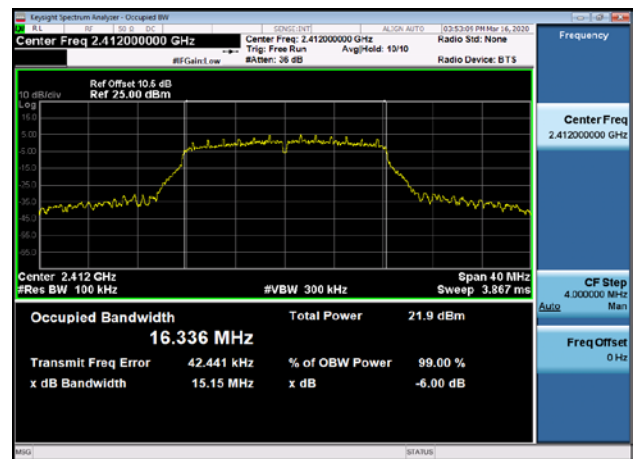 Keysight Spectrum Analyzer - Occupied BW
RL RF 50 Ω DC SENSE:INT ALIGN AUTO 03:53:05 PM Mar 16, 2020
Center Freq 2.412000000 GHz Center Freq: 2.412000000 GHz Radio Std: None Frequency
Trig: Free Run Avg|Hold: 10/10
#IFGain:Low #Atten: 36 dB Radio Device: BTS
Ref Offset 10.5 dB
10 dB/div Ref 25.00 dBm
Log
15.0
5.00
-5.00
-15.0
-25.0
-35.0
-45.0
-55.0
-65.0
Center Freq
2.412000000 GHz
Center 2.412 GHz Span 40 MHz
#Res BW 100 kHz #VBW 300 kHz Sweep 3.867 ms
CF Step
4.000000 MHz
Auto Man
Occupied Bandwidth Total Power 21.9 dBm
16.336 MHz
Transmit Freq Error 42.441 kHz % of OBW Power 99.00 %
x dB Bandwidth 15.15 MHz x dB -6.00 dB
Freq Offset
0 Hz
MSG STATUS